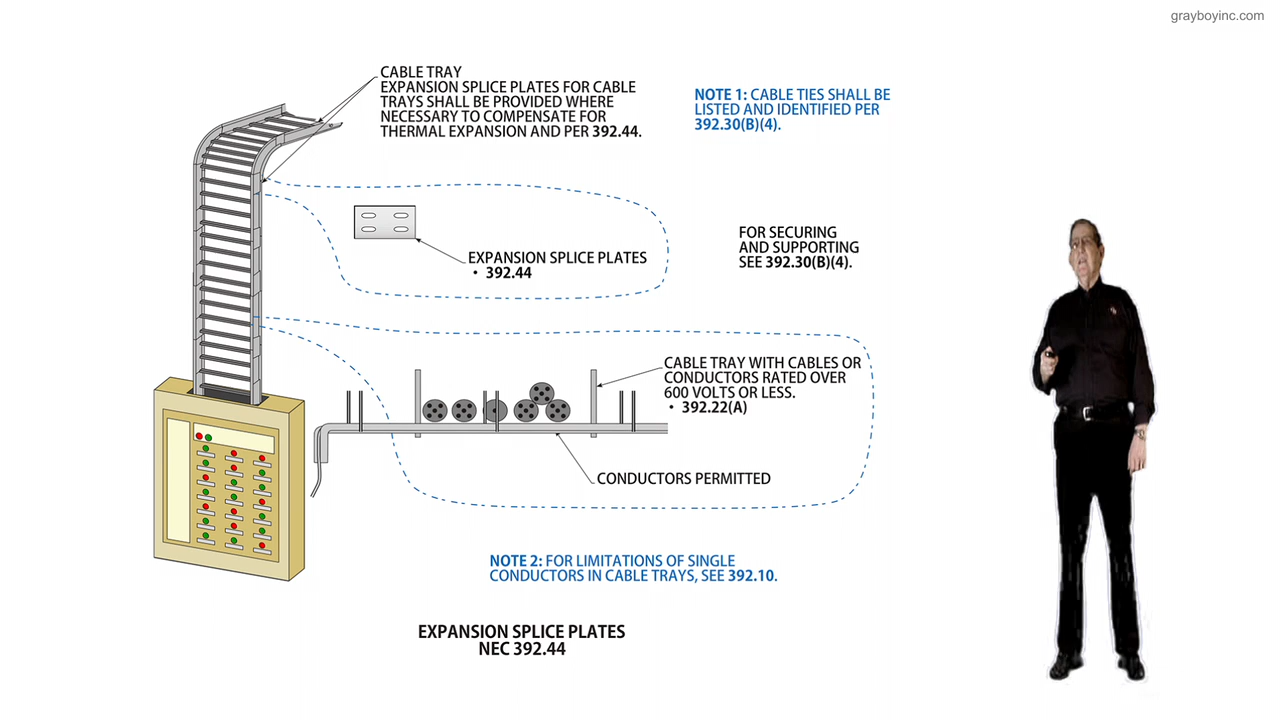 grayboyinc.com
CABLE TRAY
EXPANSION SPLICE PLATES FOR CABLE
TRAYS SHALL BE PROVIDED WHERE
NECESSARY TO COMPENSATE FOR
THERMAL EXPANSION AND PER 392.44.
NOTE 1: CABLE TIES SHALL BE
LISTED AND IDENTIFIED PER
392.30(B)(4).
FOR SECURING
AND SUPPORTING
SEE 392.30(B)(4).
EXPANSION SPLICE PLATES
• 392.44
CABLE TRAY WITH CABLES OR
CONDUCTORS RATED OVER
600 VOLTS OR LESS.
• 392.22(A)
CONDUCTORS PERMITTED
NOTE 2: FOR LIMITATIONS OF SINGLE
CONDUCTORS IN CABLE TRAYS, SEE 392.10.
EXPANSION SPLICE PLATES
NEC 392.44